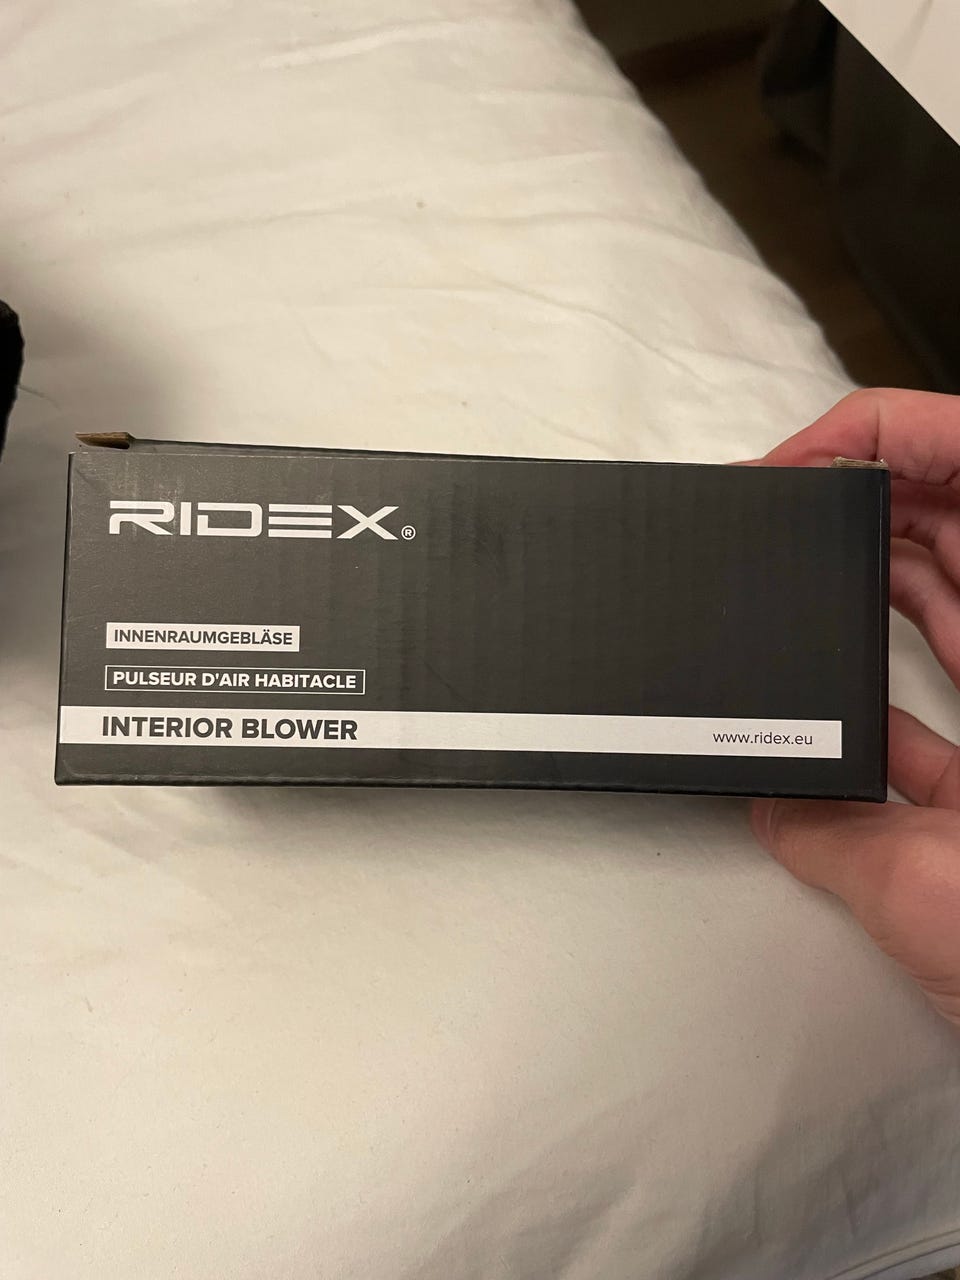 RIDEX®
INNENRAUMGEBLÄSE
PULSEUR D'AIR HABITACLE
INTERIOR BLOWER
www.ridex.eu